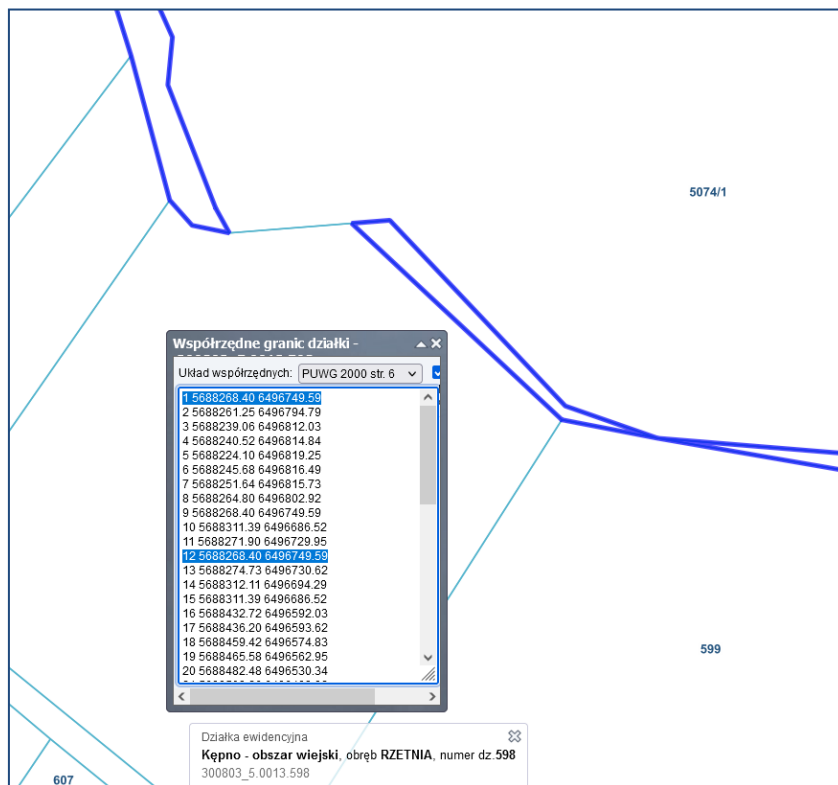 5074/1
Współrzędne granic działki -
Układ współrzędnych: PUWG 2000 str. 6
1 5688268.40 6496749.59
2 5688261.25 6496794.79
3 5688239.06 6496812.03
4 5688240.52 6496814.84
5 5688224.10 6496819.25
6 5688245.68 6496816.49
7 5688251.64 6496815.73
8 5688264.80 6496802.92
9 5688268.40 6496749.59
10 5688311.39 6496686.52
11 5688271.90 6496729.95
12 5688268.40 6496749.59
13 5688274.73 6496730.62
14 5688312.11 6496694.29
15 5688311.39 6496686.52
16 5688432.72 6496592.03
17 5688436.20 6496593.62
18 5688459.42 6496574.83
19 5688465.58 6496562.95
20 5688482.48 6496530.34
599
Działka ewidencyjna
Kępno - obszar wiejski, obręb RZETNIA, numer dz.598
300803_5.0013.598
607